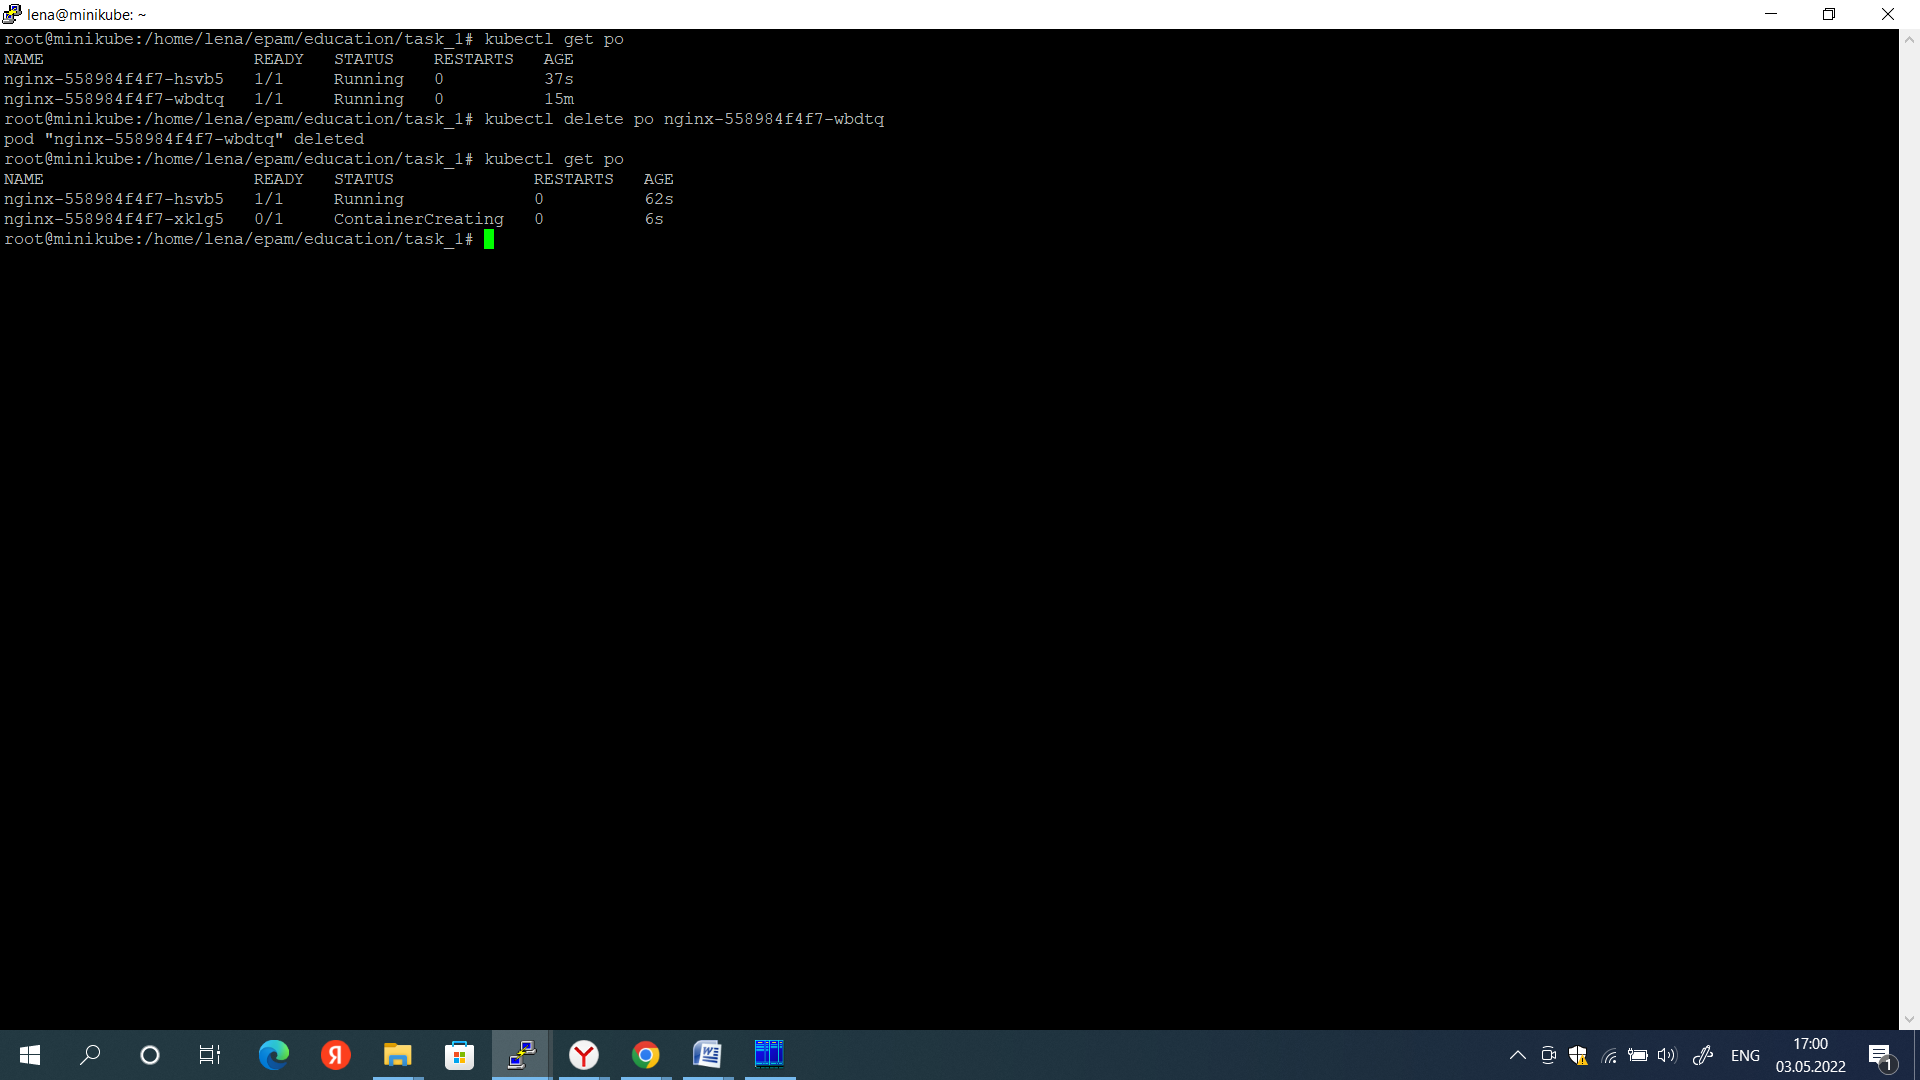 lena@minikube: ~
root@minikube:/home/lena/epam/education/task_1# kubectl get po
NAME                     READY   STATUS    RESTARTS   AGE
nginx-558984f4f7-hsvb5   1/1     Running   0          37s
nginx-558984f4f7-wbdtq   1/1     Running   0          15m
root@minikube:/home/lena/epam/education/task_1# kubectl delete po nginx-558984f4f7-wbdtq
pod "nginx-558984f4f7-wbdtq" deleted
root@minikube:/home/lena/epam/education/task_1# kubectl get po
NAME                     READY   STATUS              RESTARTS   AGE
nginx-558984f4f7-hsvb5   1/1     Running             0          62s
nginx-558984f4f7-xklg5   0/1     ContainerCreating   0          6s
root@minikube:/home/lena/epam/education/task_1#
Я
Y
W
ENG
17:00
03.05.2022
1